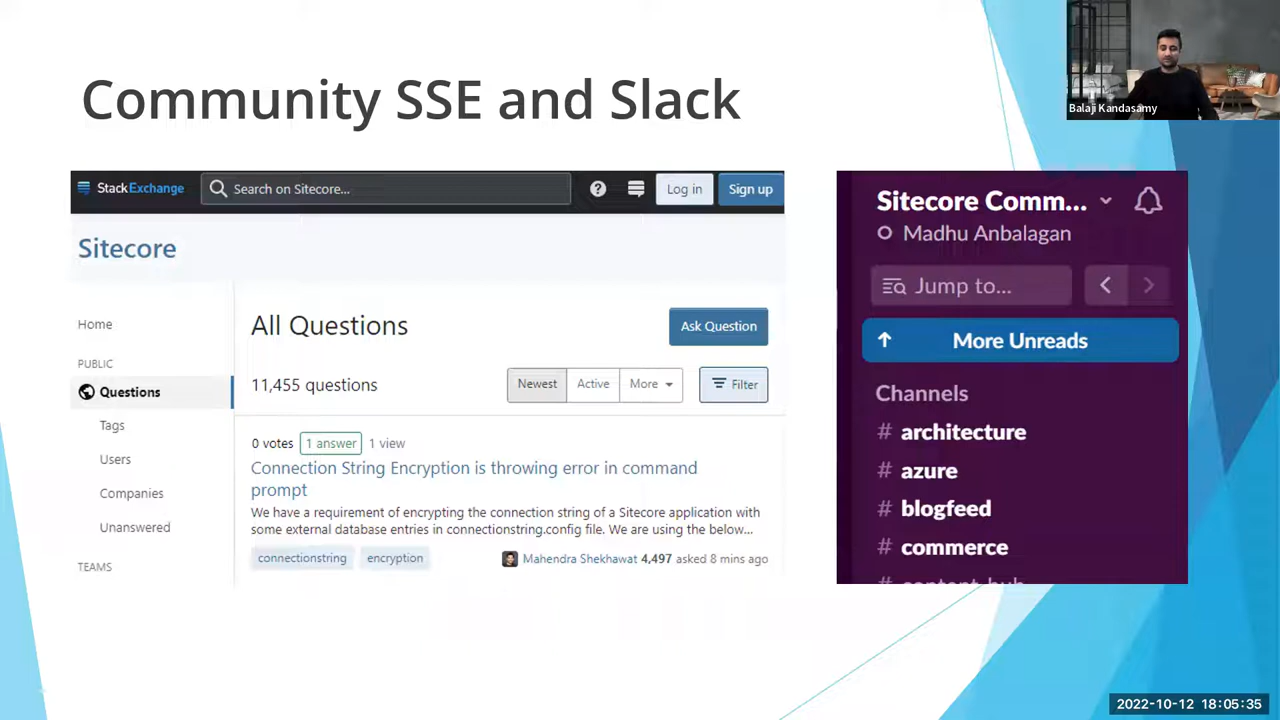 Community SSE and Slack
Balaji Kandasamy
StackExchange
Search on Sitecore...
Log in
Sign up
Sitecore
Home
PUBLIC
Questions
Tags
Users
Companies
Unanswered
TEAMS
All Questions
Ask Question
11,455 questions
Newest
Active
More
Filter
0 votes 1 answer 1 view
Connection String Encryption is throwing error in command
prompt
We have a requirement of encrypting the connection string of a Sitecore application with
some external database entries in connectionstring.config file. We are using the below...
connectionstring encryption
Mahendra Shekhawat 4,497 asked 8 mins ago
Sitecore Comm...
Madhu Anbalagan
Jump to...
More Unreads
Channels
# architecture
# azure
# blogfeed
# commerce
# content-hub
2022-10-12 18:05:35